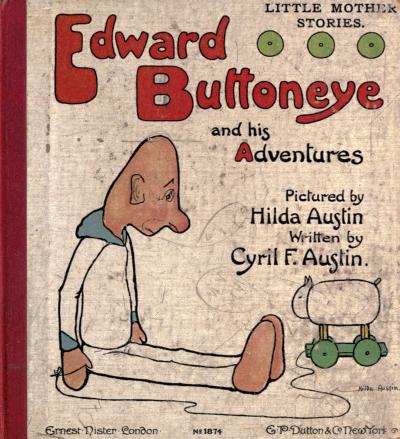 LITTLE MOTHER
STORIES.
Edward
Buttoneye
and his
Adventures
Pictured by
Hilda Austin
Written by
Cyril F. Austin.
Hilda Austin.
Ernest Nister London
No 1874
E.P. Dutton & Co New York